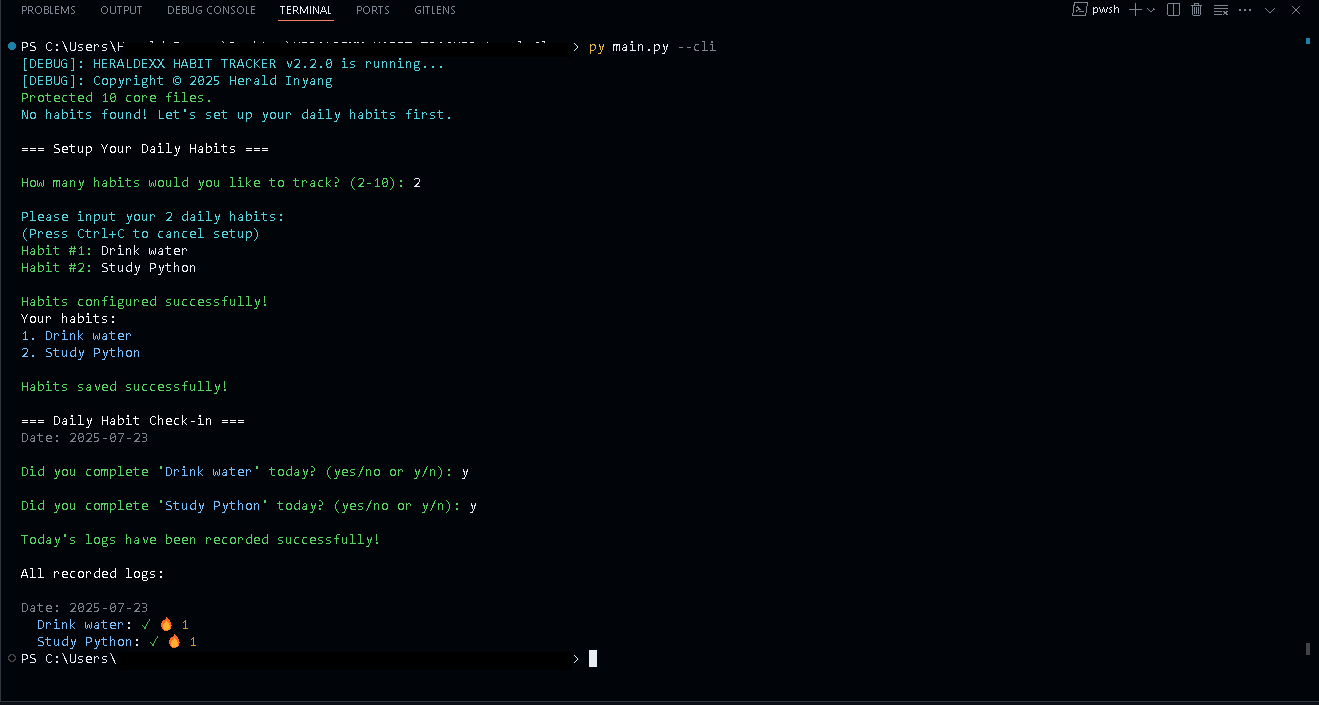 PROBLEMS OUTPUT DEBUG CONSOLE TERMINAL PORTS GITLENS pwsh
PS C:\Users\ > py main.py --cli
[DEBUG]: HERALDEXX HABIT TRACKER v2.2.0 is running...
[DEBUG]: Copyright © 2025 Herald Inyang
Protected 10 core files.
No habits found! Let's set up your daily habits first.
=== Setup Your Daily Habits ===
How many habits would you like to track? (2-10): 2
Please input your 2 daily habits:
(Press Ctrl+C to cancel setup)
Habit #1: Drink water
Habit #2: Study Python
Habits configured successfully!
Your habits:
1. Drink water
2. Study Python
Habits saved successfully!
=== Daily Habit Check-in ===
Date: 2025-07-23
Did you complete 'Drink water' today? (yes/no or y/n): y
Did you complete 'Study Python' today? (yes/no or y/n): y
Today's logs have been recorded successfully!
All recorded logs:
Date: 2025-07-23
Drink water: ✓ 🔥 1
Study Python: ✓ 🔥 1
PS C:\Users\ >